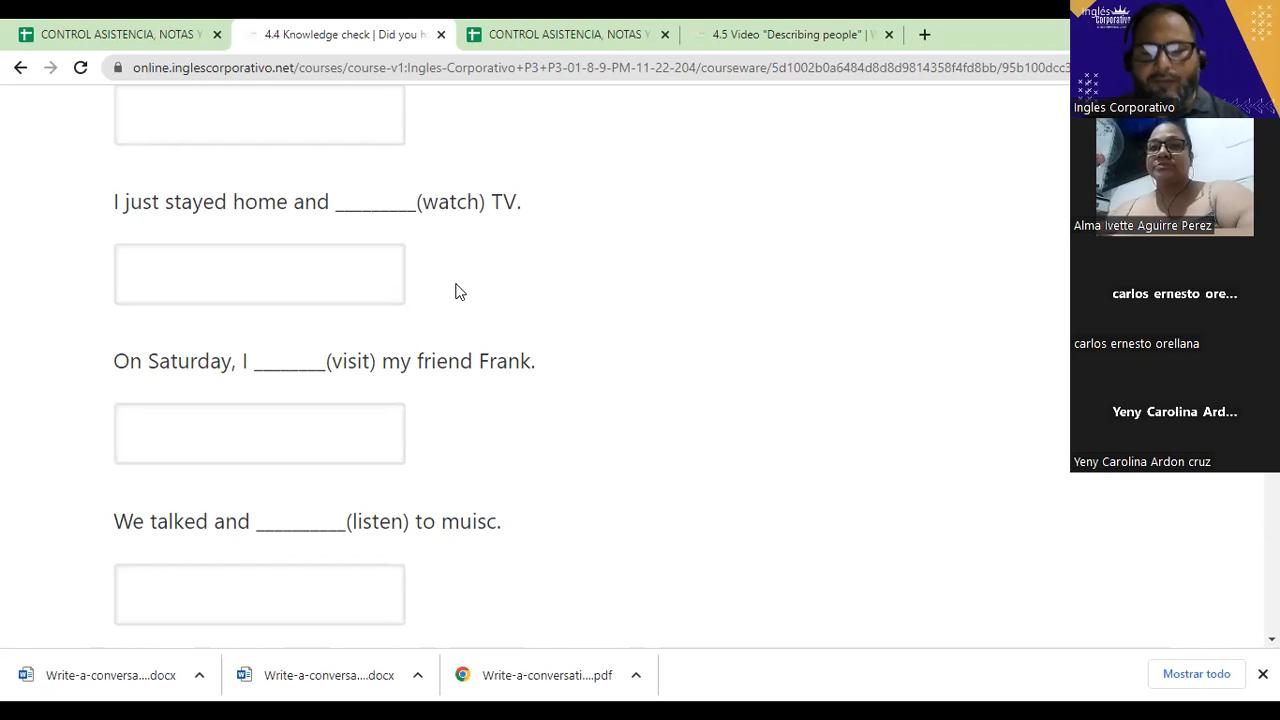 CONTROL ASISTENCIA, NOTAS Y
4.4 Knowledge check | Did you h
CONTROL ASISTENCIA, NOTAS Y
4.5 Video "Describing people" | V
online.inglescorporativo.net/courses/course-v1:Ingles-Corporativo+P3+P3-01-8-9-PM-11-22-204/courseware/5d1002b0a6484d8d8d9814358f4fd8bb/95b100dcc3
I just stayed home and _________(watch) TV.
On Saturday, I ________(visit) my friend Frank.
We talked and __________(listen) to muisc.
Inglés
Corporativo
Ingles Corporativo
Alma Ivette Aguirre Perez
carlos ernesto ore...
carlos ernesto orellana
Yeny Carolina Ard...
Yeny Carolina Ardon cruz
Write-a-conversa....docx
Write-a-conversa....docx
Write-a-conversati....pdf
Mostrar todo